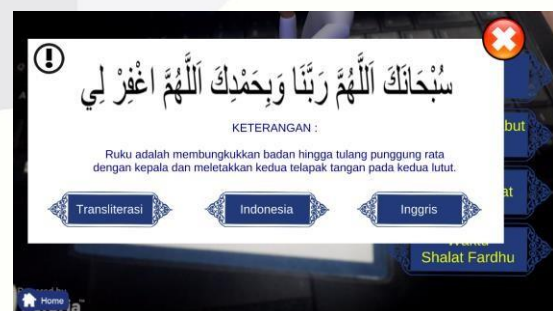 سُبْحَانَكَ اَللَّهُمَّ رَبَّنَا وَبِحَمْدِكَ اَللَّهُمَّ اغْفِرْ لِي
KETERANGAN :
Ruku adalah membungkukkan badan hingga tulang punggung rata
dengan kepala dan meletakkan kedua telapak tangan pada kedua lutut.
Transliterasi
Indonesia
Inggris
but
at
Shalat Fardhu
Home